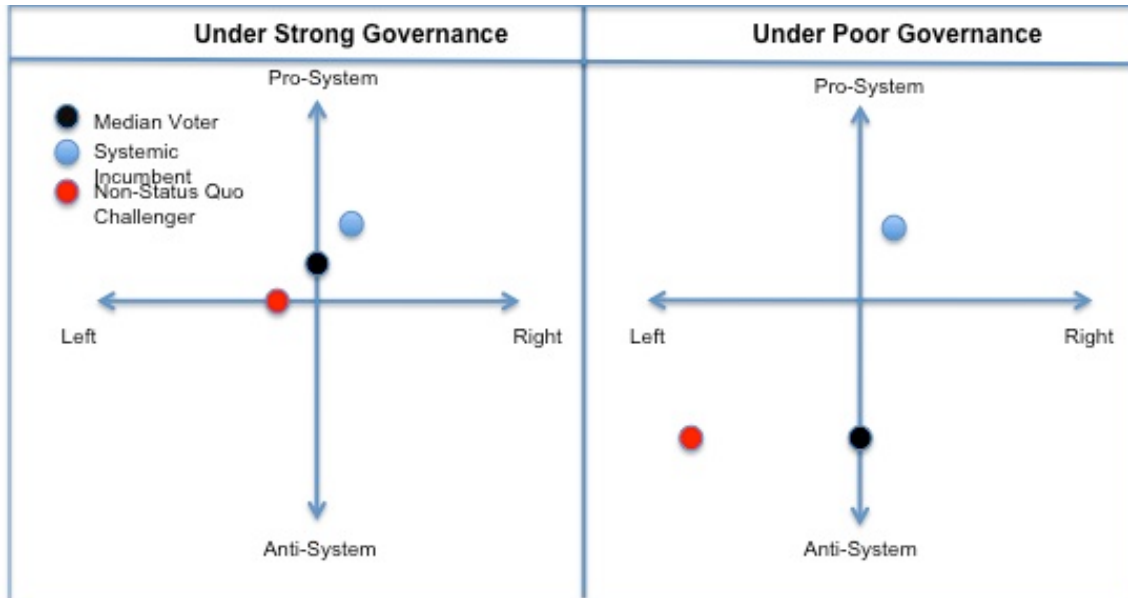 Under Strong Governance
Under Poor Governance
Pro-System
Median Voter
Systemic
Incumbent
Non-Status Quo
Challenger
Left
Right
Anti-System
Pro-System
Left
Right
Anti-System